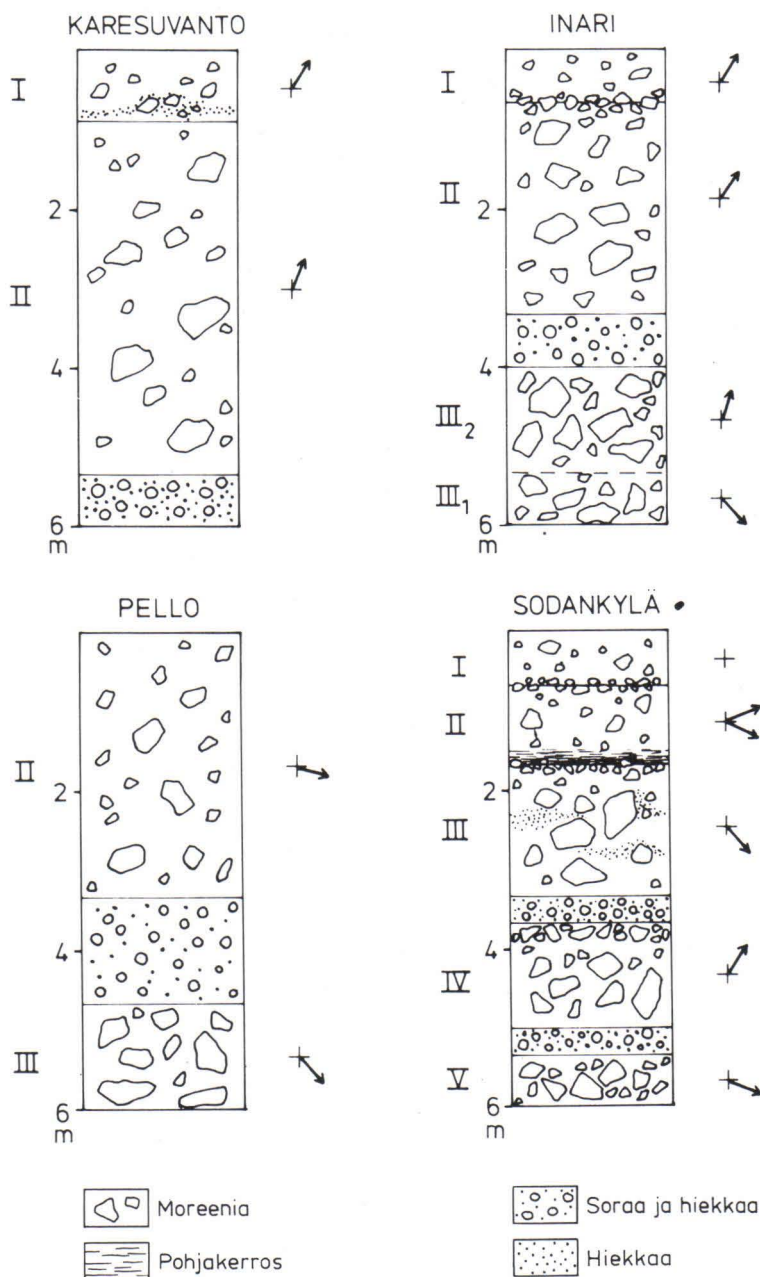 KARESUVANTO
I
2
II
4
6
m
INARI
I
II
2
4
III₂
III₁
6
m
PELLO
II
2
4
III
6
m
SODANKYLÄ
I
II
2
III
4
IV
V
6
m
Moreenia
Pohjakerros
Soraa ja hiekkaa
Hiekkaa